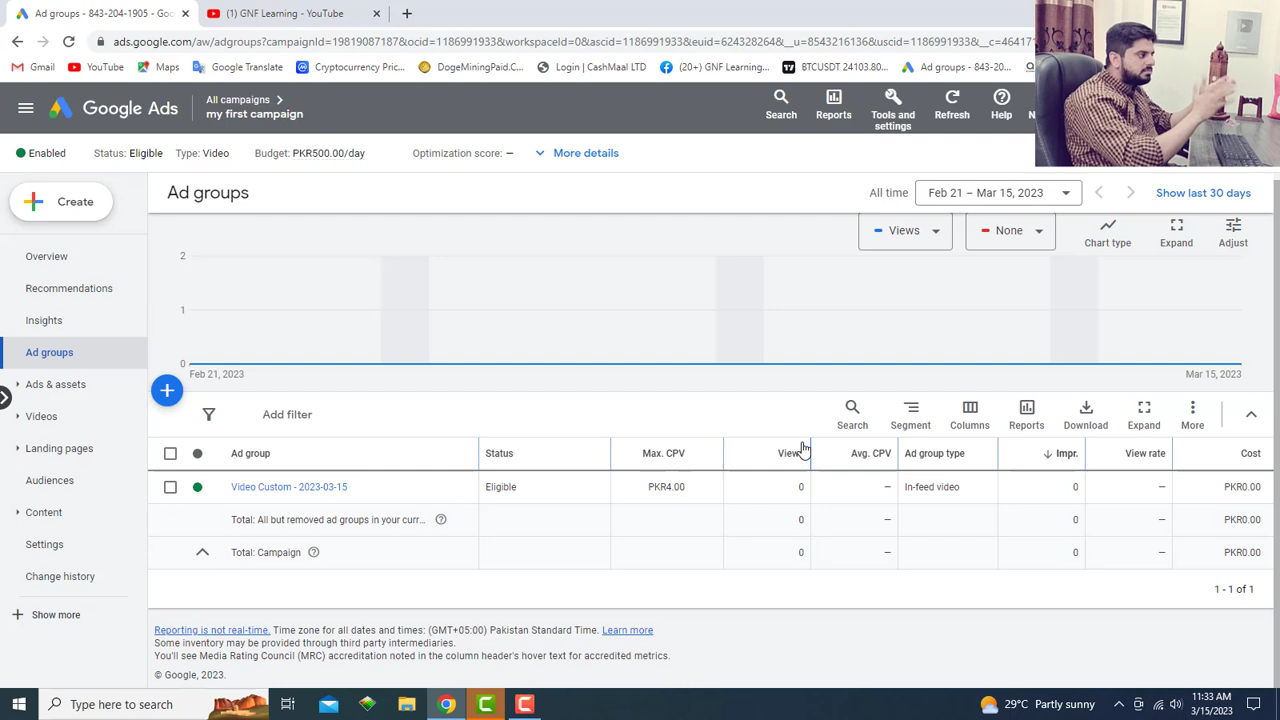 Ad groups - 843-204-1905 - Goo
(1) GNF Learning - YouTube
ads.google.com/aw/adgroups?campaignId=19810087187&ocid=1186991933&workspaceId=0&ascid=1186991933&euid=624328264&__u=8543216136&uscid=1186991933&__c=464171
Gmail
YouTube
Maps
Google Translate
Cryptocurrency Pric...
DogeMiningPaid.C...
Login | CashMaal LTD
(20+) GNF Learning...
BTCUSDT 24103.80...
Ad groups - 843-20...
Google Ads
All campaigns
my first campaign
Search
Reports
Tools and settings
Refresh
Help
N
Enabled
Status: Eligible
Type: Video
Budget: PKR500.00/day
Optimization score: –
More details
Create
Ad groups
All time
Feb 21 – Mar 15, 2023
Show last 30 days
Overview
Recommendations
Insights
Ad groups
Ads & assets
Videos
Landing pages
Audiences
Content
Settings
Change history
Show more
Views
None
Chart type
Expand
Adjust
2
1
0
Feb 21, 2023
Mar 15, 2023
Add filter
Search
Segment
Columns
Reports
Download
Expand
More
Ad group
Status
Max. CPV
View
Avg. CPV
Ad group type
Impr.
View rate
Cost
Video Custom - 2023-03-15
Eligible
PKR4.00
0
–
In-feed video
0
–
PKR0.00
Total: All but removed ad groups in your curr...
0
–
0
–
PKR0.00
Total: Campaign
0
–
0
–
PKR0.00
1 - 1 of 1
Reporting is not real-time. Time zone for all dates and times: (GMT+05:00) Pakistan Standard Time. Learn more
Some inventory may be provided through third party intermediaries.
You'll see Media Rating Council (MRC) accreditation noted in the column header's hover text for accredited metrics.
© Google, 2023.
Type here to search
29°C Partly sunny
11:33 AM
3/15/2023